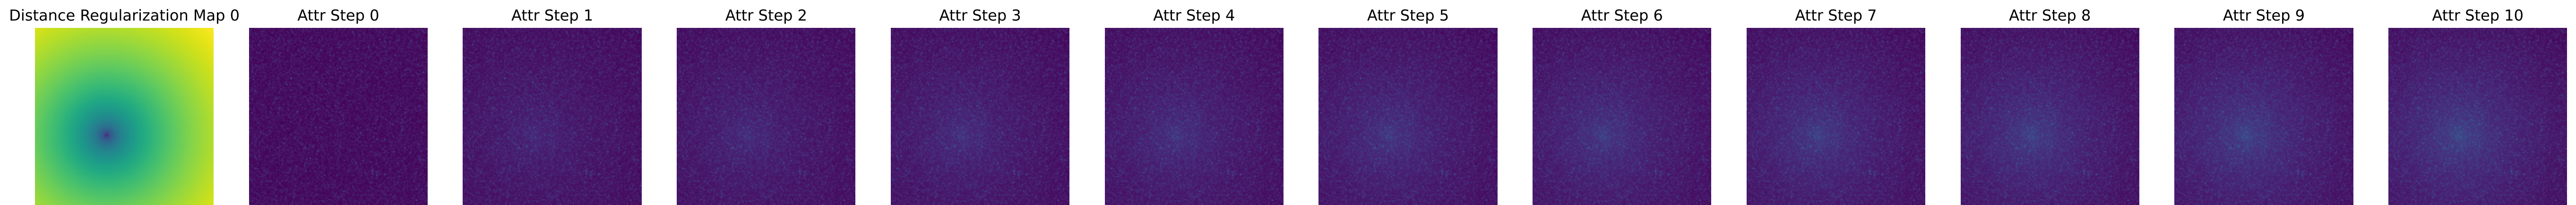 Distance Regularization Map 0
Attr Step 0
Attr Step 1
Attr Step 2
Attr Step 3
Attr Step 4
Attr Step 5
Attr Step 6
Attr Step 7
Attr Step 8
Attr Step 9
Attr Step 10